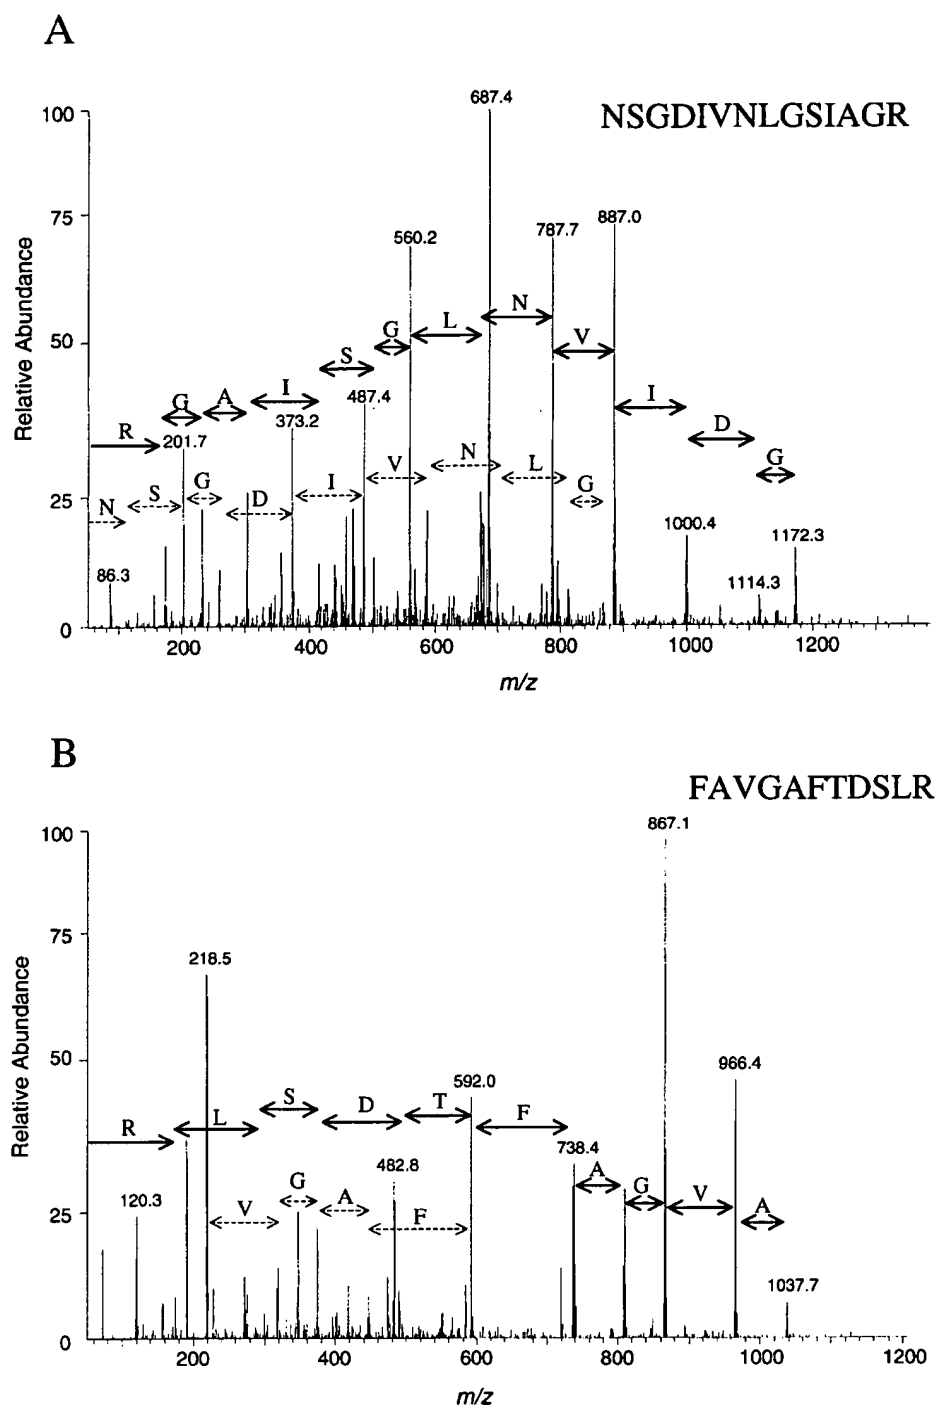 A
687.4
100
NSGDIVNLGSIAGR
75
887.0
787.7
560.2
N
L
G
V
50
S
I
A
I
487.4
G
373.2
D
R
201.7
G
N
V
L
I
G
G
S
D
N
25
1000.4
1172.3
86.3
1114.3
0
200
400
600
800
1000
1200
Relative Abundance
m/z
B
FAVGAFTDSLR
867.1
100
75
218.5
966.4
50
592.0
S
D
T
F
L
R
738.4
482.8
A
G
G
V
A
120.3
A
V
F
25
1037.7
0
200
400
600
800
1000
1200
Relative Abundance
m/z